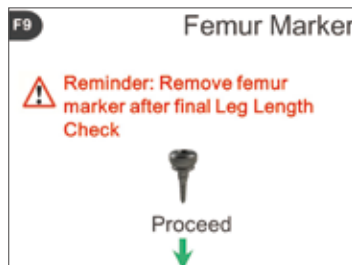 F9
Femur Marker
Reminder: Remove femur
marker after final Leg Length
Check
Proceed